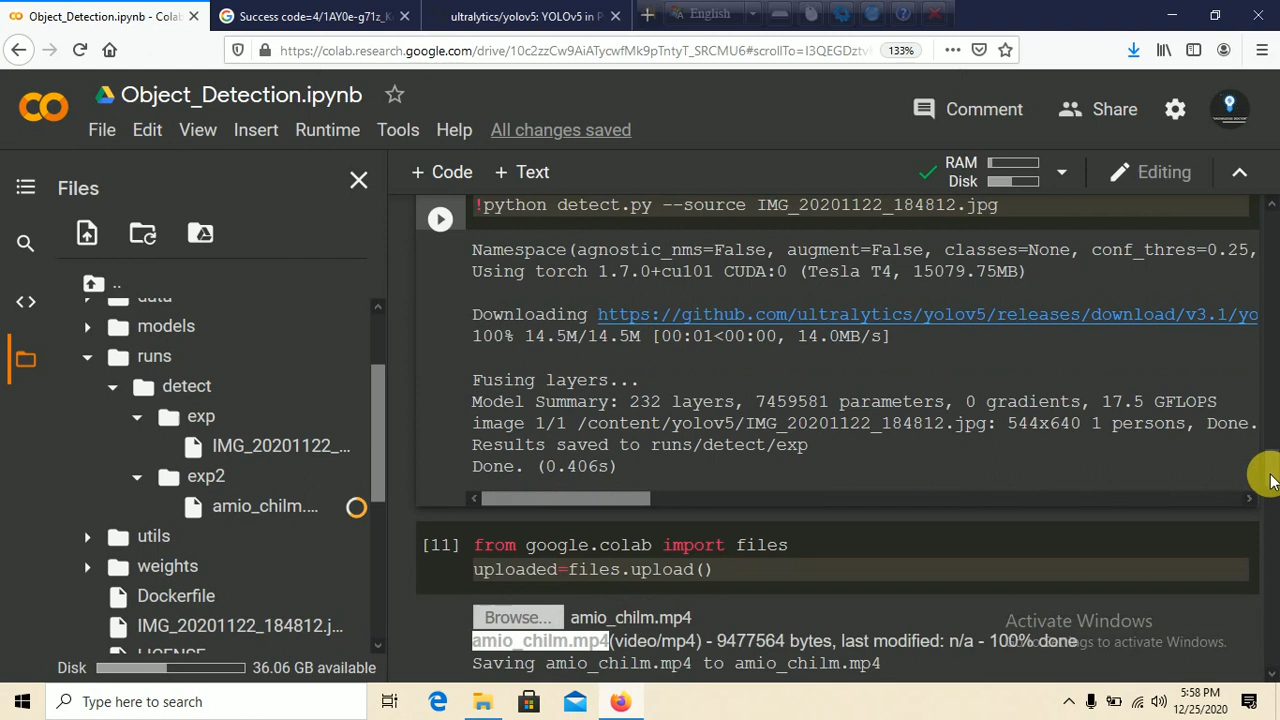 Object_Detection.ipynb - Colab
Success code=4/1AY0e-g71z_K
ultralytics/yolov5: YOLOv5 in P
English
https://colab.research.google.com/drive/10c2zzCw9AiATycwfMk9pTntyT_SRCMU6#scrollTo=I3QEGDztv
133%
Object_Detection.ipynb
Comment
Share
File Edit View Insert Runtime Tools Help All changes saved
Files
+ Code + Text
RAM
Disk
Editing
!python detect.py --source IMG_20201122_184812.jpg
Namespace(agnostic_nms=False, augment=False, classes=None, conf_thres=0.25,
Using torch 1.7.0+cu101 CUDA:0 (Tesla T4, 15079.75MB)
Downloading https://github.com/ultralytics/yolov5/releases/download/v3.1/yo
100% 14.5M/14.5M [00:01<00:00, 14.0MB/s]
Fusing layers...
Model Summary: 232 layers, 7459581 parameters, 0 gradients, 17.5 GFLOPS
image 1/1 /content/yolov5/IMG_20201122_184812.jpg: 544x640 1 persons, Done.
Results saved to runs/detect/exp
Done. (0.406s)
..
data
models
runs
detect
exp
IMG_20201122_...
exp2
amio_chilm....
utils
weights
Dockerfile
IMG_20201122_184812.j...
LICENSE
Disk
36.06 GB available
[11] from google.colab import files
uploaded=files.upload()
Browse... amio_chilm.mp4
amio_chilm.mp4(video/mp4) - 9477564 bytes, last modified: n/a - 100% done
Saving amio_chilm.mp4 to amio_chilm.mp4
Activate Windows
to activate Windows.
Type here to search
5:58 PM
12/25/2020